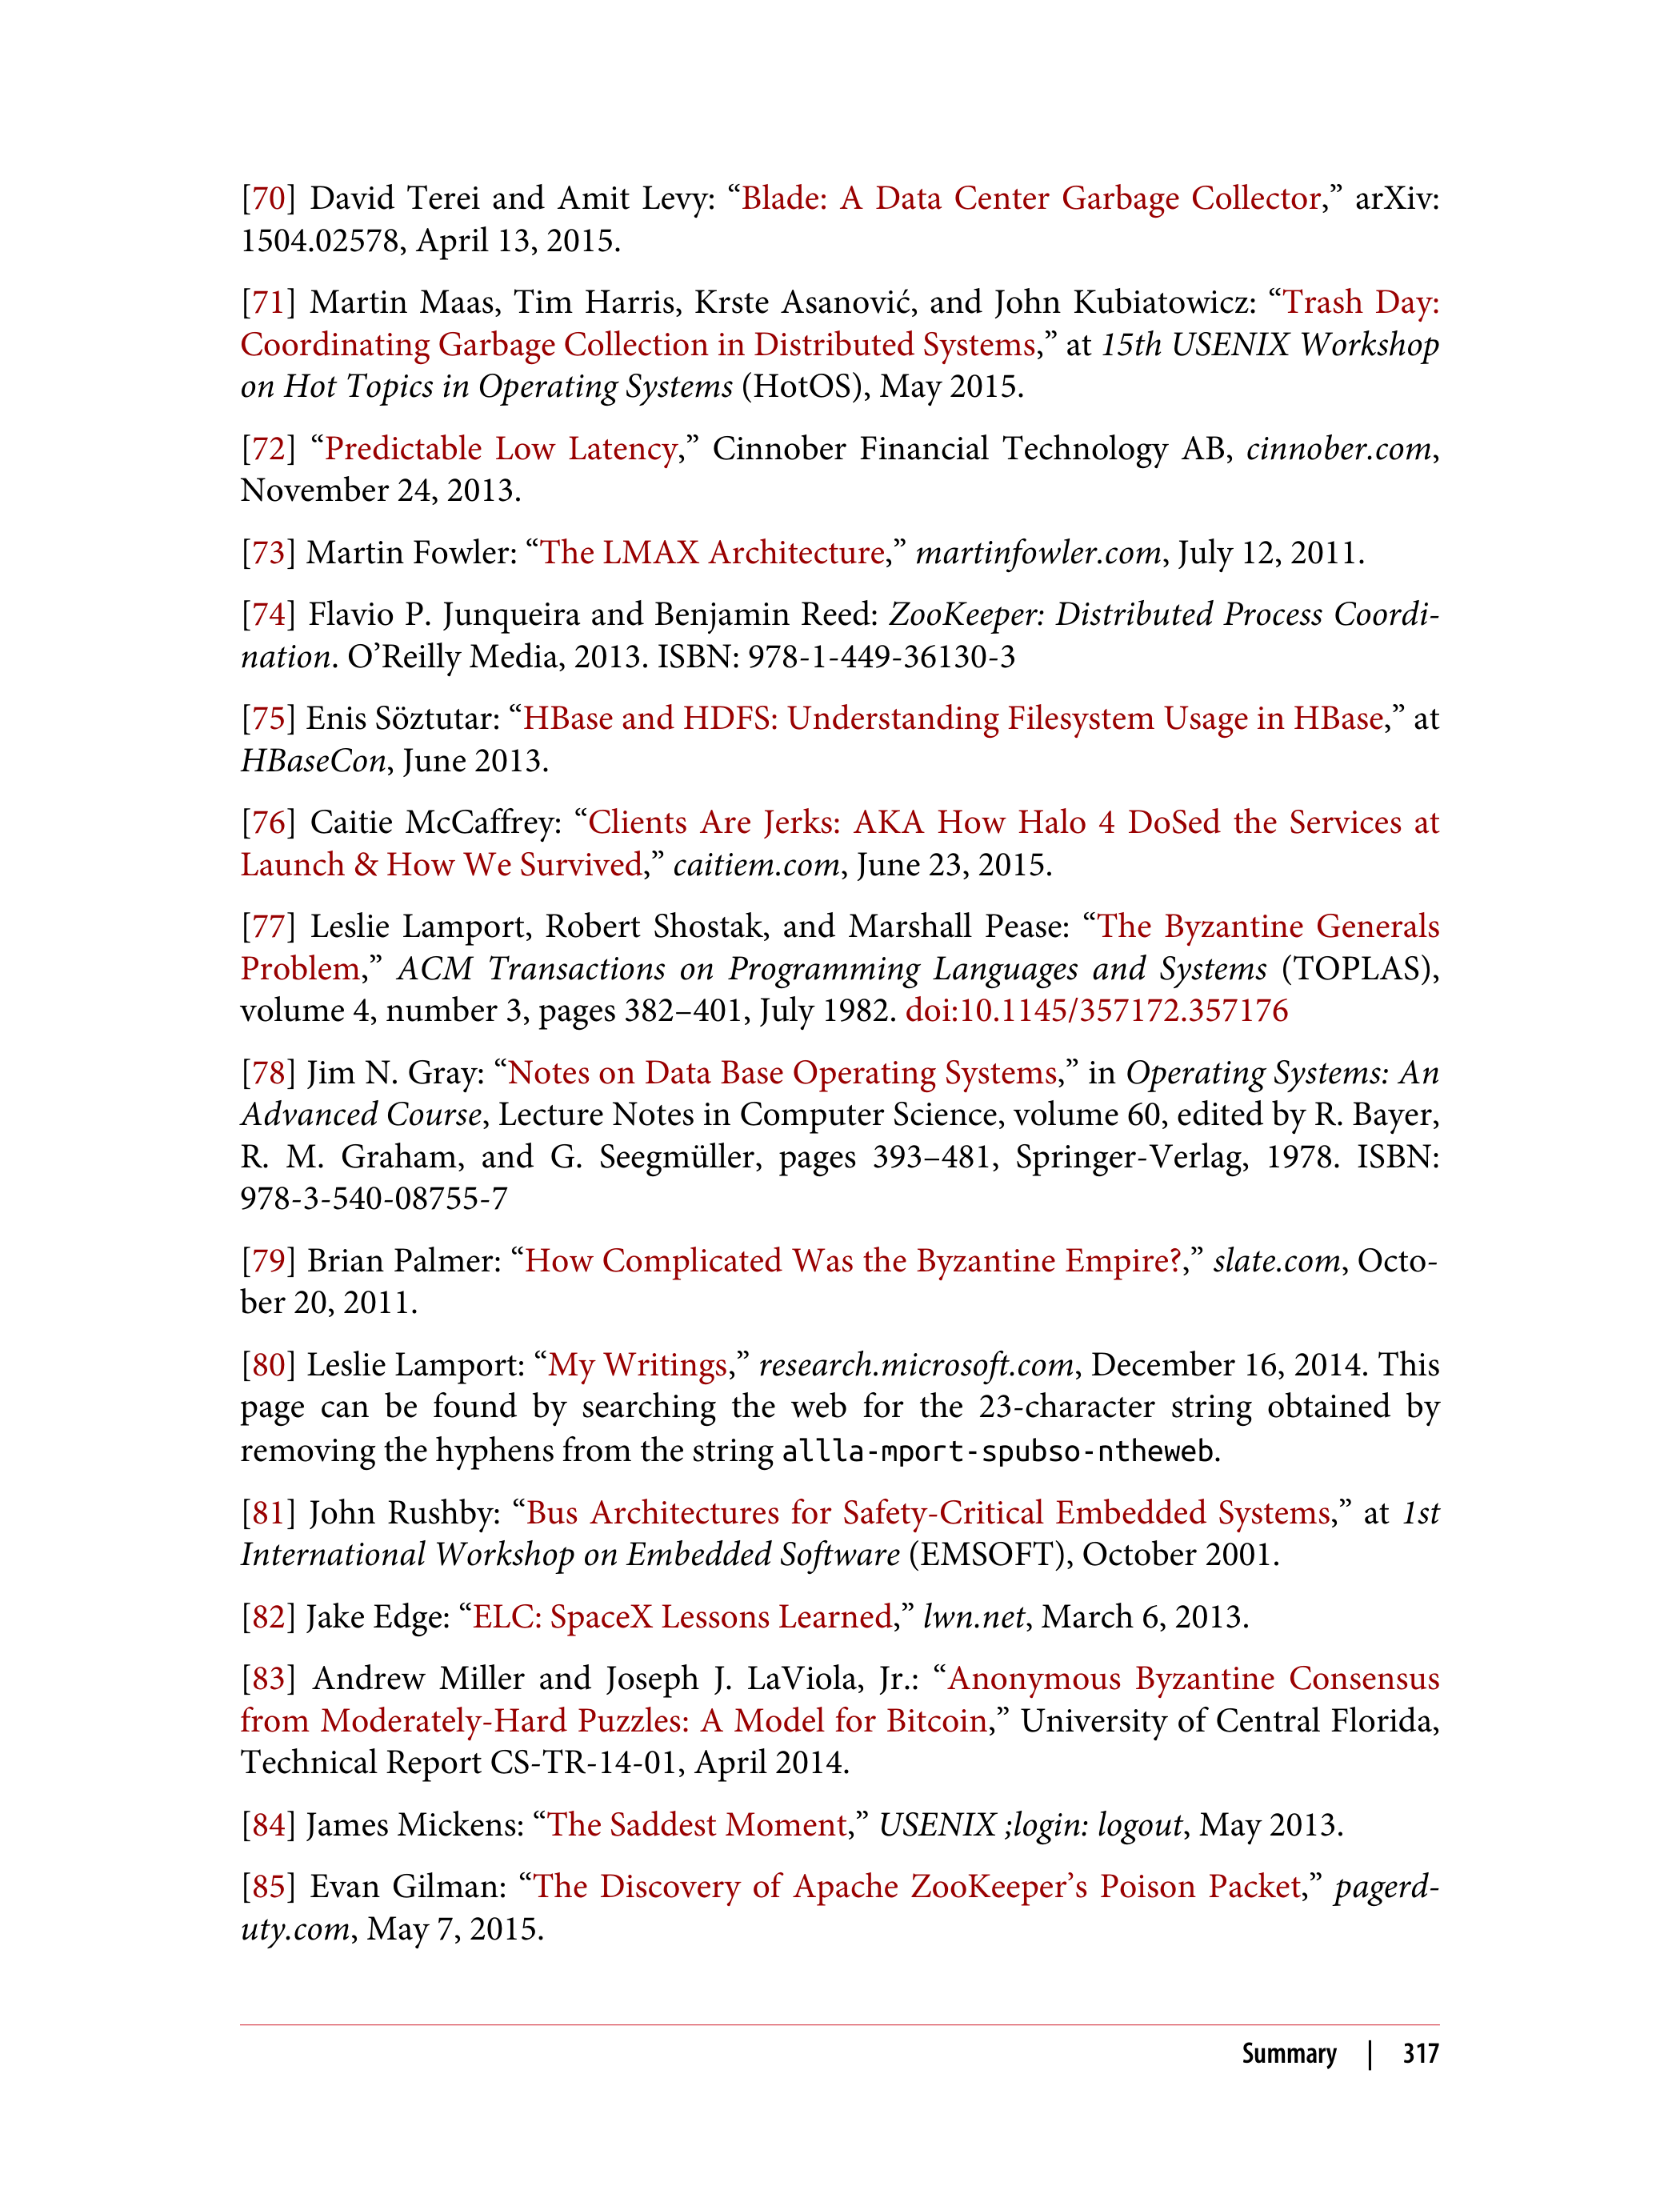 [70] David Terei and Amit Levy: “Blade: A Data Center Garbage Collector,” arXiv:
1504.02578, April 13, 2015.
[71] Martin Maas, Tim Harris, Krste Asanović, and John Kubiatowicz: “Trash Day:
Coordinating Garbage Collection in Distributed Systems,” at 15th USENIX Workshop
on Hot Topics in Operating Systems (HotOS), May 2015.
[72] “Predictable Low Latency,” Cinnober Financial Technology AB, cinnober.com,
November 24, 2013.
[73] Martin Fowler: “The LMAX Architecture,” martinfowler.com, July 12, 2011.
[74] Flavio P. Junqueira and Benjamin Reed: ZooKeeper: Distributed Process Coordi-
nation. O’Reilly Media, 2013. ISBN: 978-1-449-36130-3
[75] Enis Söztutar: “HBase and HDFS: Understanding Filesystem Usage in HBase,” at
HBaseCon, June 2013.
[76] Caitie McCaffrey: “Clients Are Jerks: AKA How Halo 4 DoSed the Services at
Launch & How We Survived,” caitiem.com, June 23, 2015.
[77] Leslie Lamport, Robert Shostak, and Marshall Pease: “The Byzantine Generals
Problem,” ACM Transactions on Programming Languages and Systems (TOPLAS),
volume 4, number 3, pages 382–401, July 1982. doi:10.1145/357172.357176
[78] Jim N. Gray: “Notes on Data Base Operating Systems,” in Operating Systems: An
Advanced Course, Lecture Notes in Computer Science, volume 60, edited by R. Bayer,
R. M. Graham, and G. Seegmüller, pages 393–481, Springer-Verlag, 1978. ISBN:
978-3-540-08755-7
[79] Brian Palmer: “How Complicated Was the Byzantine Empire?,” slate.com, Octo-
ber 20, 2011.
[80] Leslie Lamport: “My Writings,” research.microsoft.com, December 16, 2014. This
page can be found by searching the web for the 23-character string obtained by
removing the hyphens from the string allla-mport-spubso-ntheweb.
[81] John Rushby: “Bus Architectures for Safety-Critical Embedded Systems,” at 1st
International Workshop on Embedded Software (EMSOFT), October 2001.
[82] Jake Edge: “ELC: SpaceX Lessons Learned,” lwn.net, March 6, 2013.
[83] Andrew Miller and Joseph J. LaViola, Jr.: “Anonymous Byzantine Consensus
from Moderately-Hard Puzzles: A Model for Bitcoin,” University of Central Florida,
Technical Report CS-TR-14-01, April 2014.
[84] James Mickens: “The Saddest Moment,” USENIX ;login: logout, May 2013.
[85] Evan Gilman: “The Discovery of Apache ZooKeeper’s Poison Packet,” pagerd-
uty.com, May 7, 2015.
Summary | 317